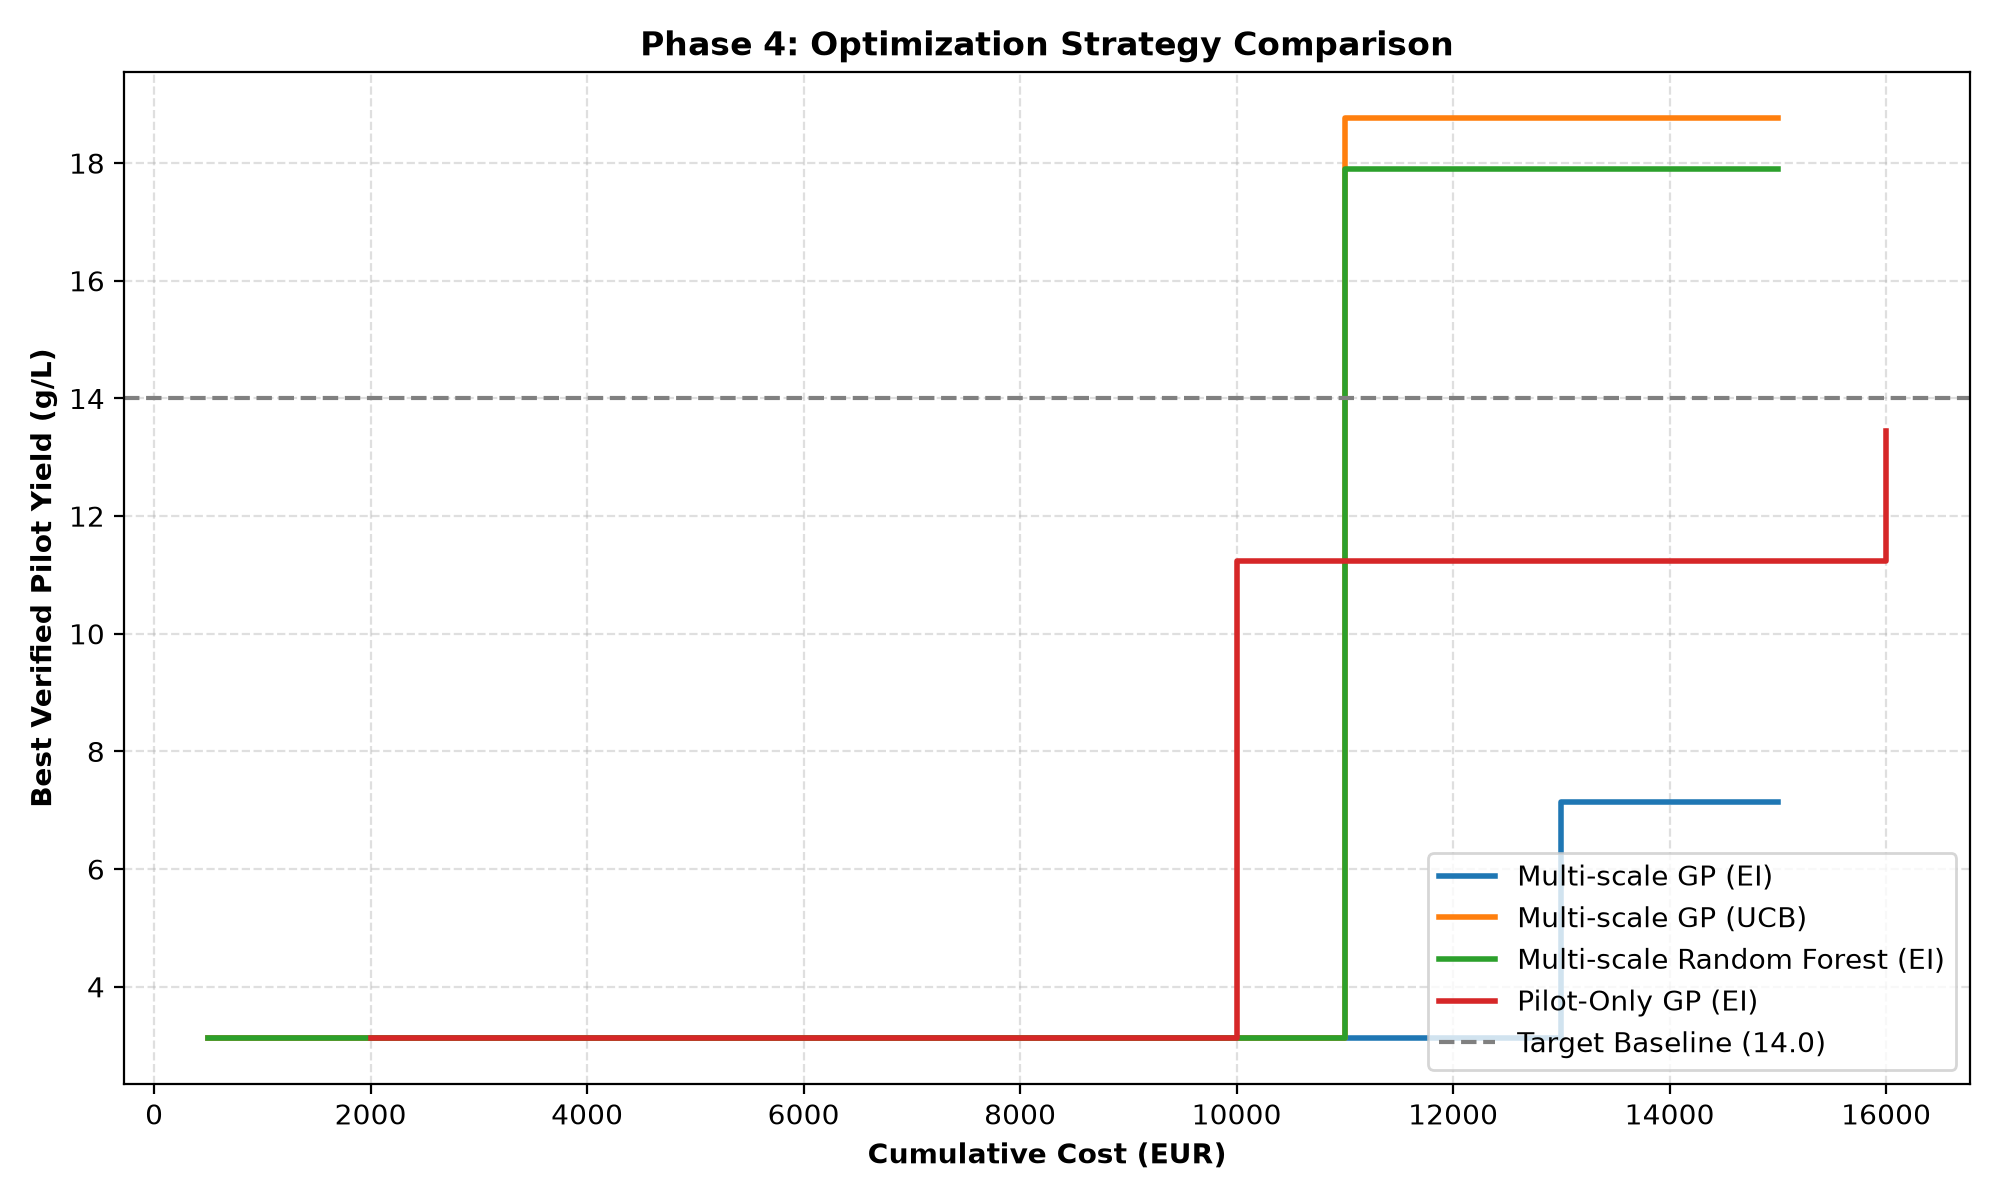 Phase 4: Optimization Strategy Comparison
Best Verified Pilot Yield (g/L)
18
16
14
12
10
8
6
4
Multi-scale GP (EI)
Multi-scale GP (UCB)
Multi-scale Random Forest (EI)
Pilot-Only GP (EI)
Target Baseline (14.0)
0 2000 4000 6000 8000 10000 12000 14000 16000
Cumulative Cost (EUR)